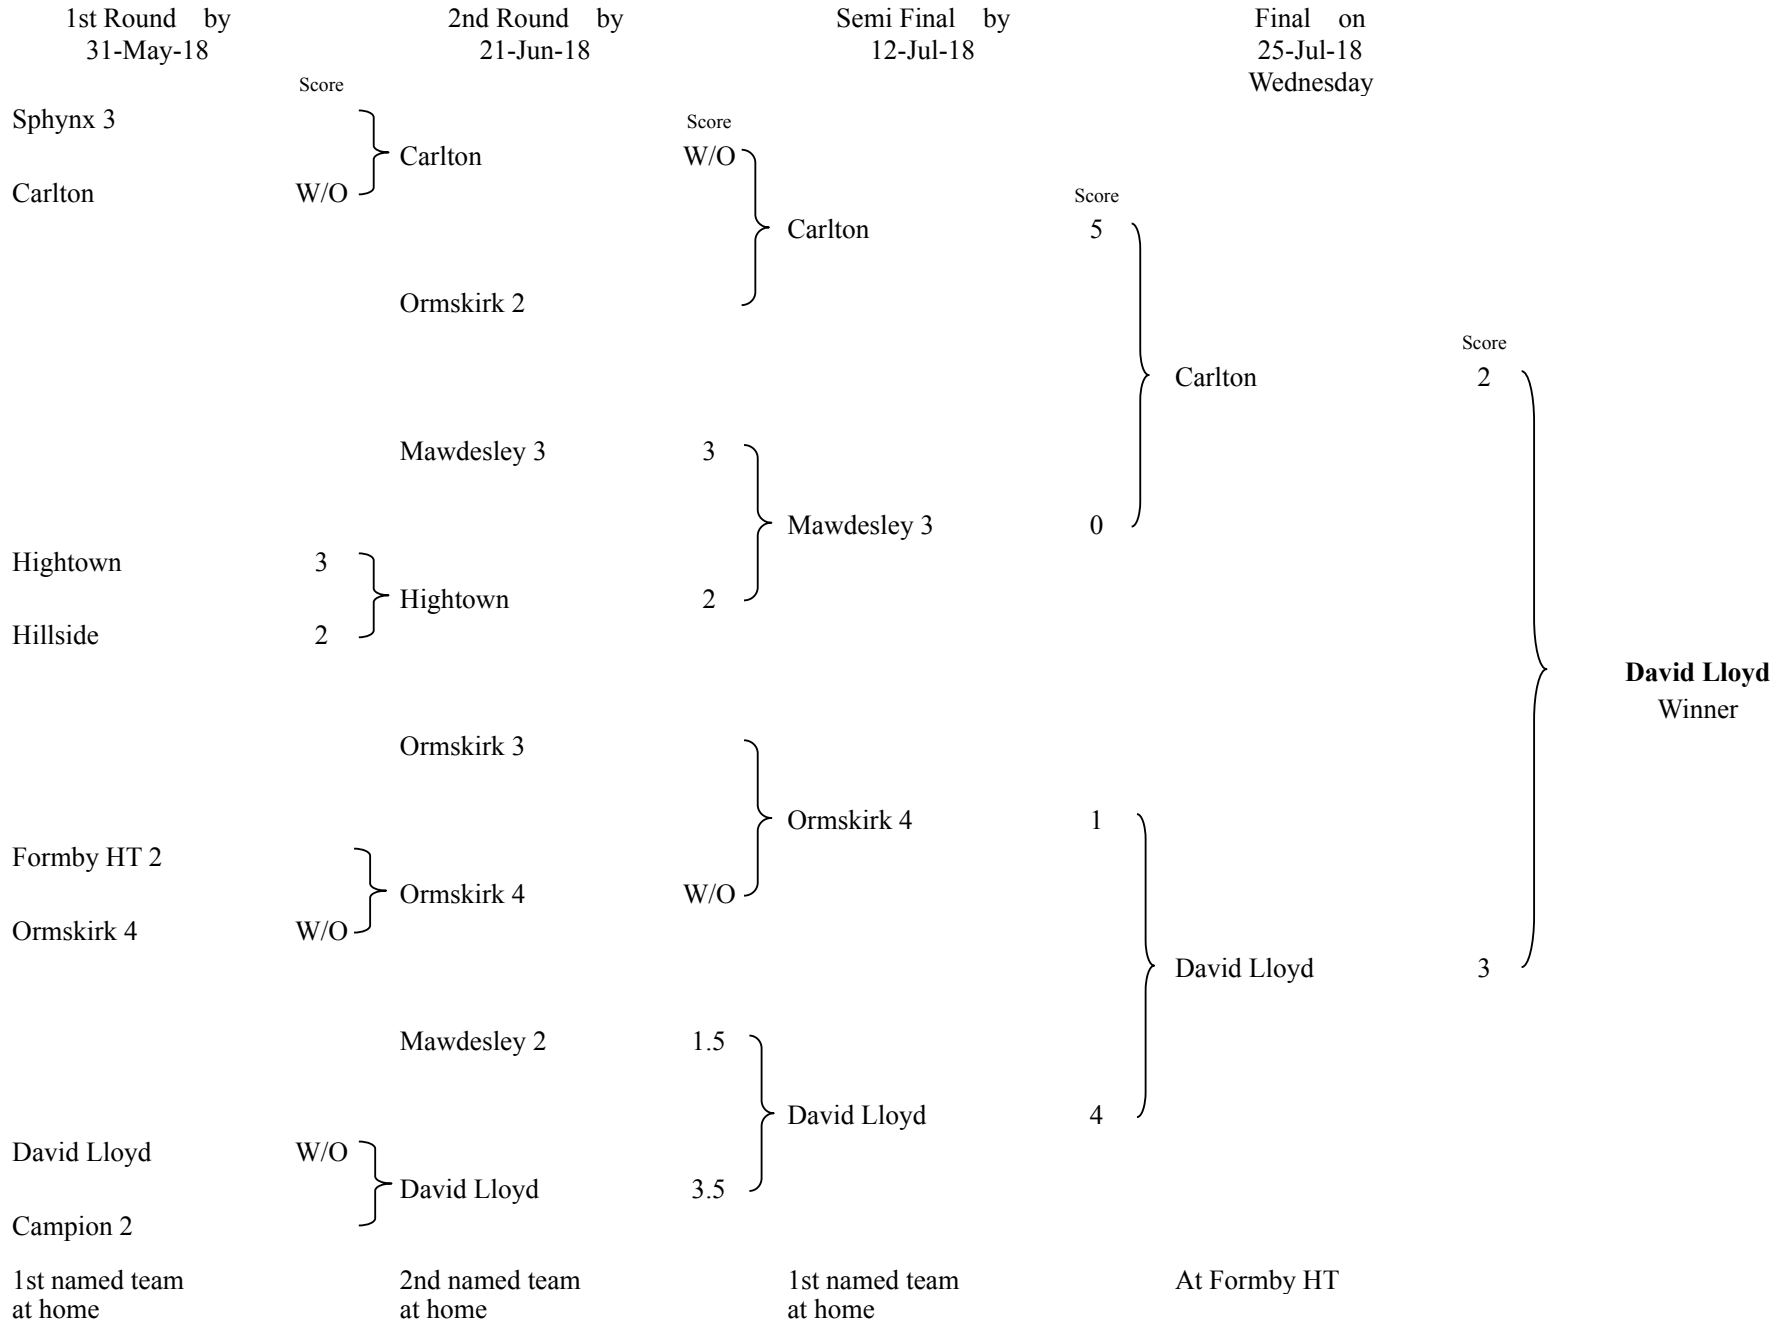 1st Round by 2nd Round by Semi Final by Final on
31-May-18 21-Jun-18 12-Jul-18 25-Jul-18
Wednesday
Score
Sphynx 3
Score
Carlton W/O
Carlton W/O
Score
Carlton 5
Ormskirk 2
Score
Carlton 2
Mawdesley 3 3
Mawdesley 3 0
Hightown 3
Hightown 2
Hillside 2
David Lloyd
Winner
Ormskirk 3
Ormskirk 4 1
Formby HT 2
Ormskirk 4 W/O
Ormskirk 4 W/O
David Lloyd 3
Mawdesley 2 1.5
David Lloyd 4
David Lloyd W/O
David Lloyd 3.5
Campion 2
1st named team 2nd named team 1st named team At Formby HT
at home at home at home